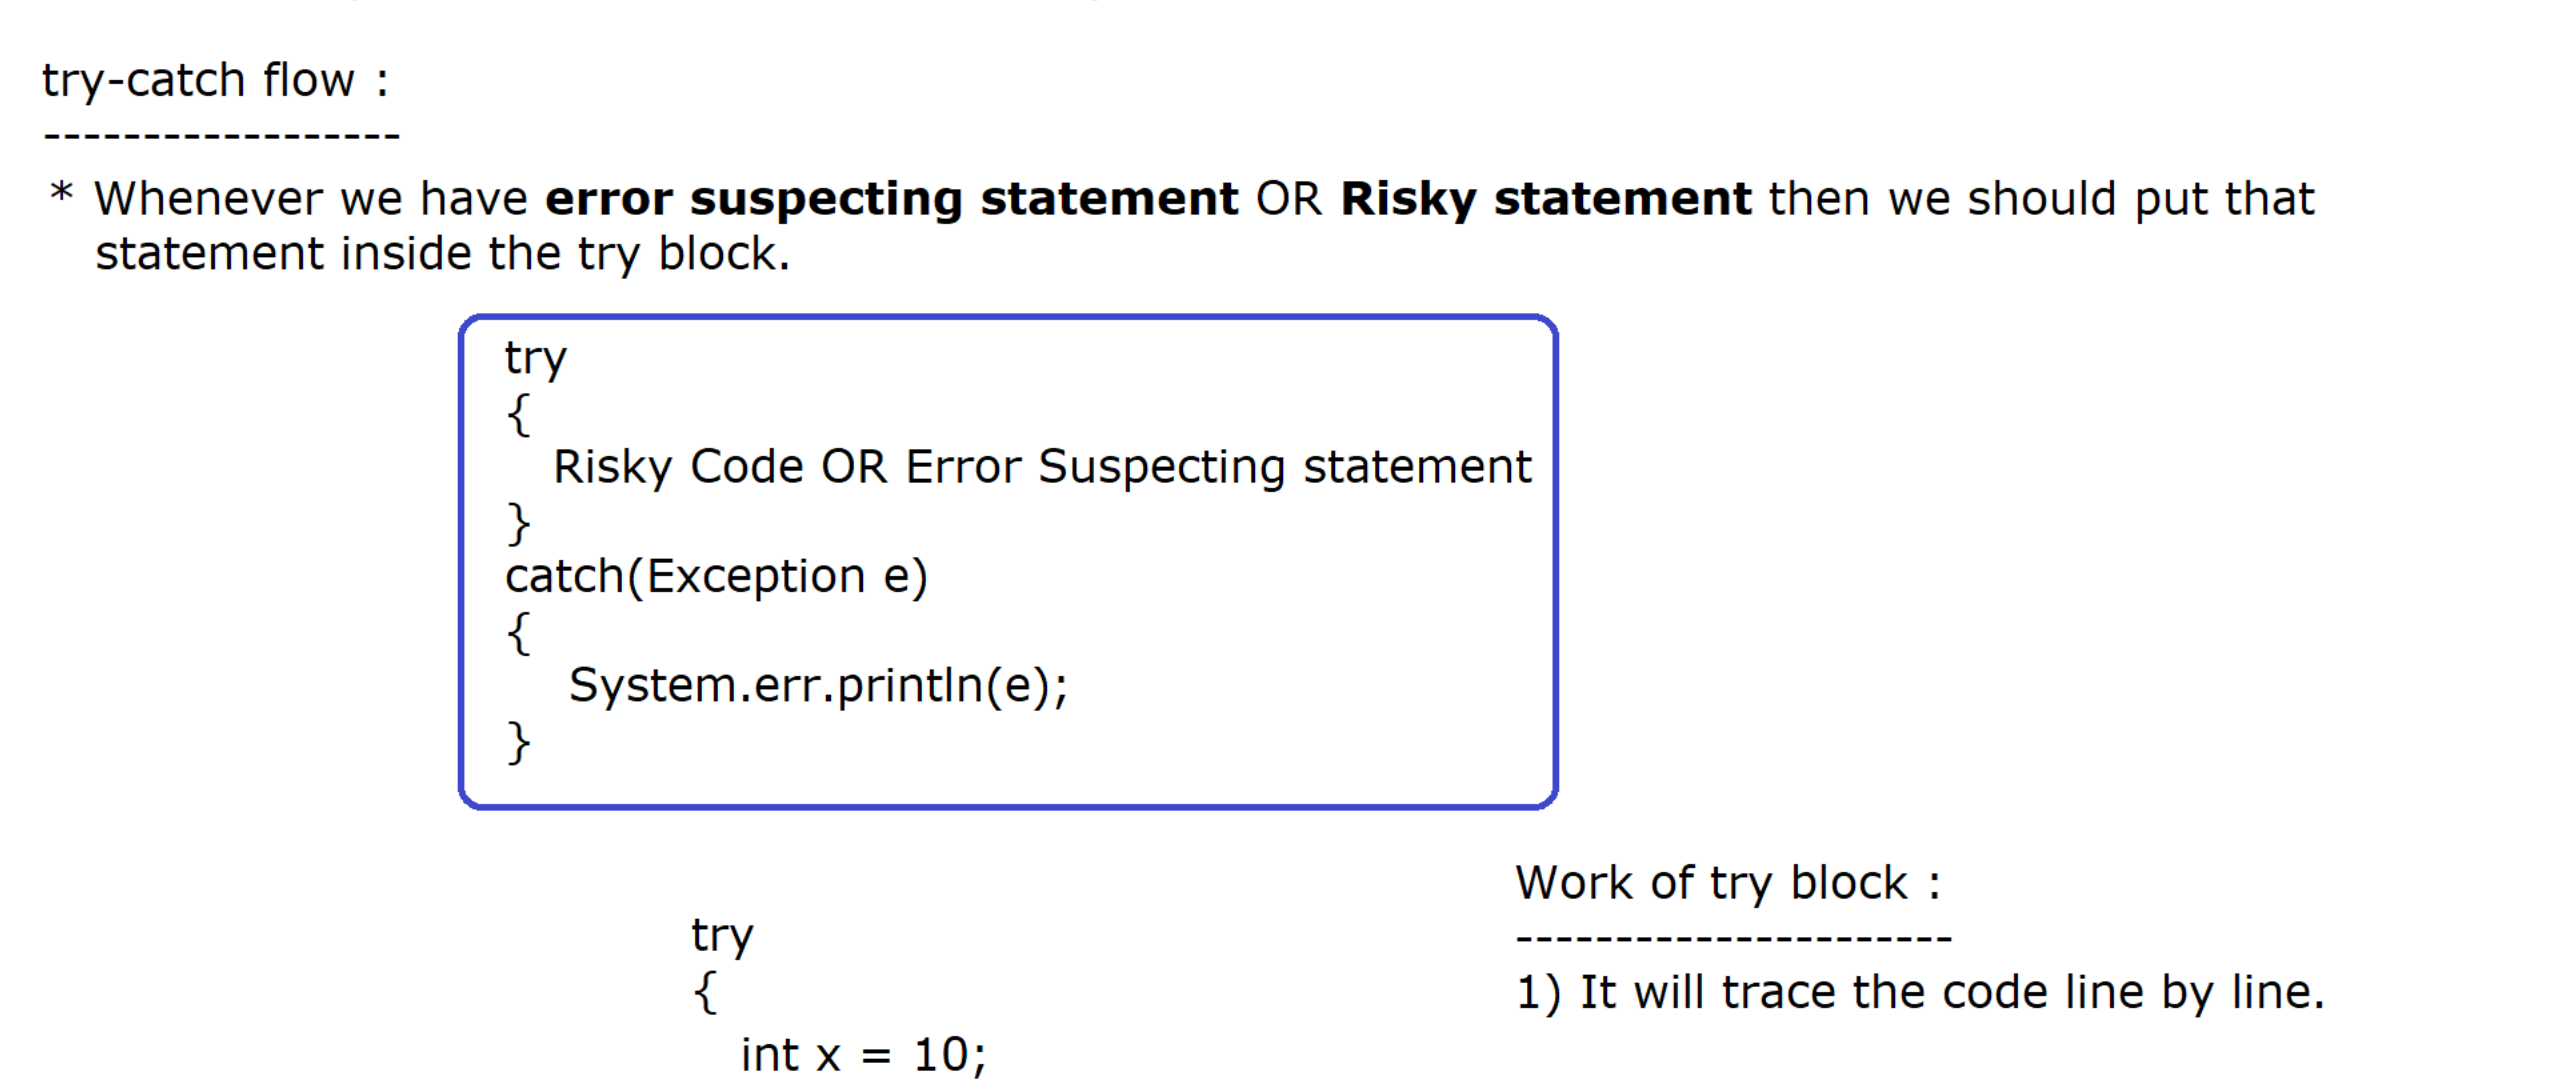 try-catch flow :
------------------
* Whenever we have error suspecting statement OR Risky statement then we should put that
statement inside the try block.
try
{
Risky Code OR Error Suspecting statement
}
catch(Exception e)
{
System.err.println(e);
}
try
{
int x = 10;
Work of try block :
----------------------
1) It will trace the code line by line.